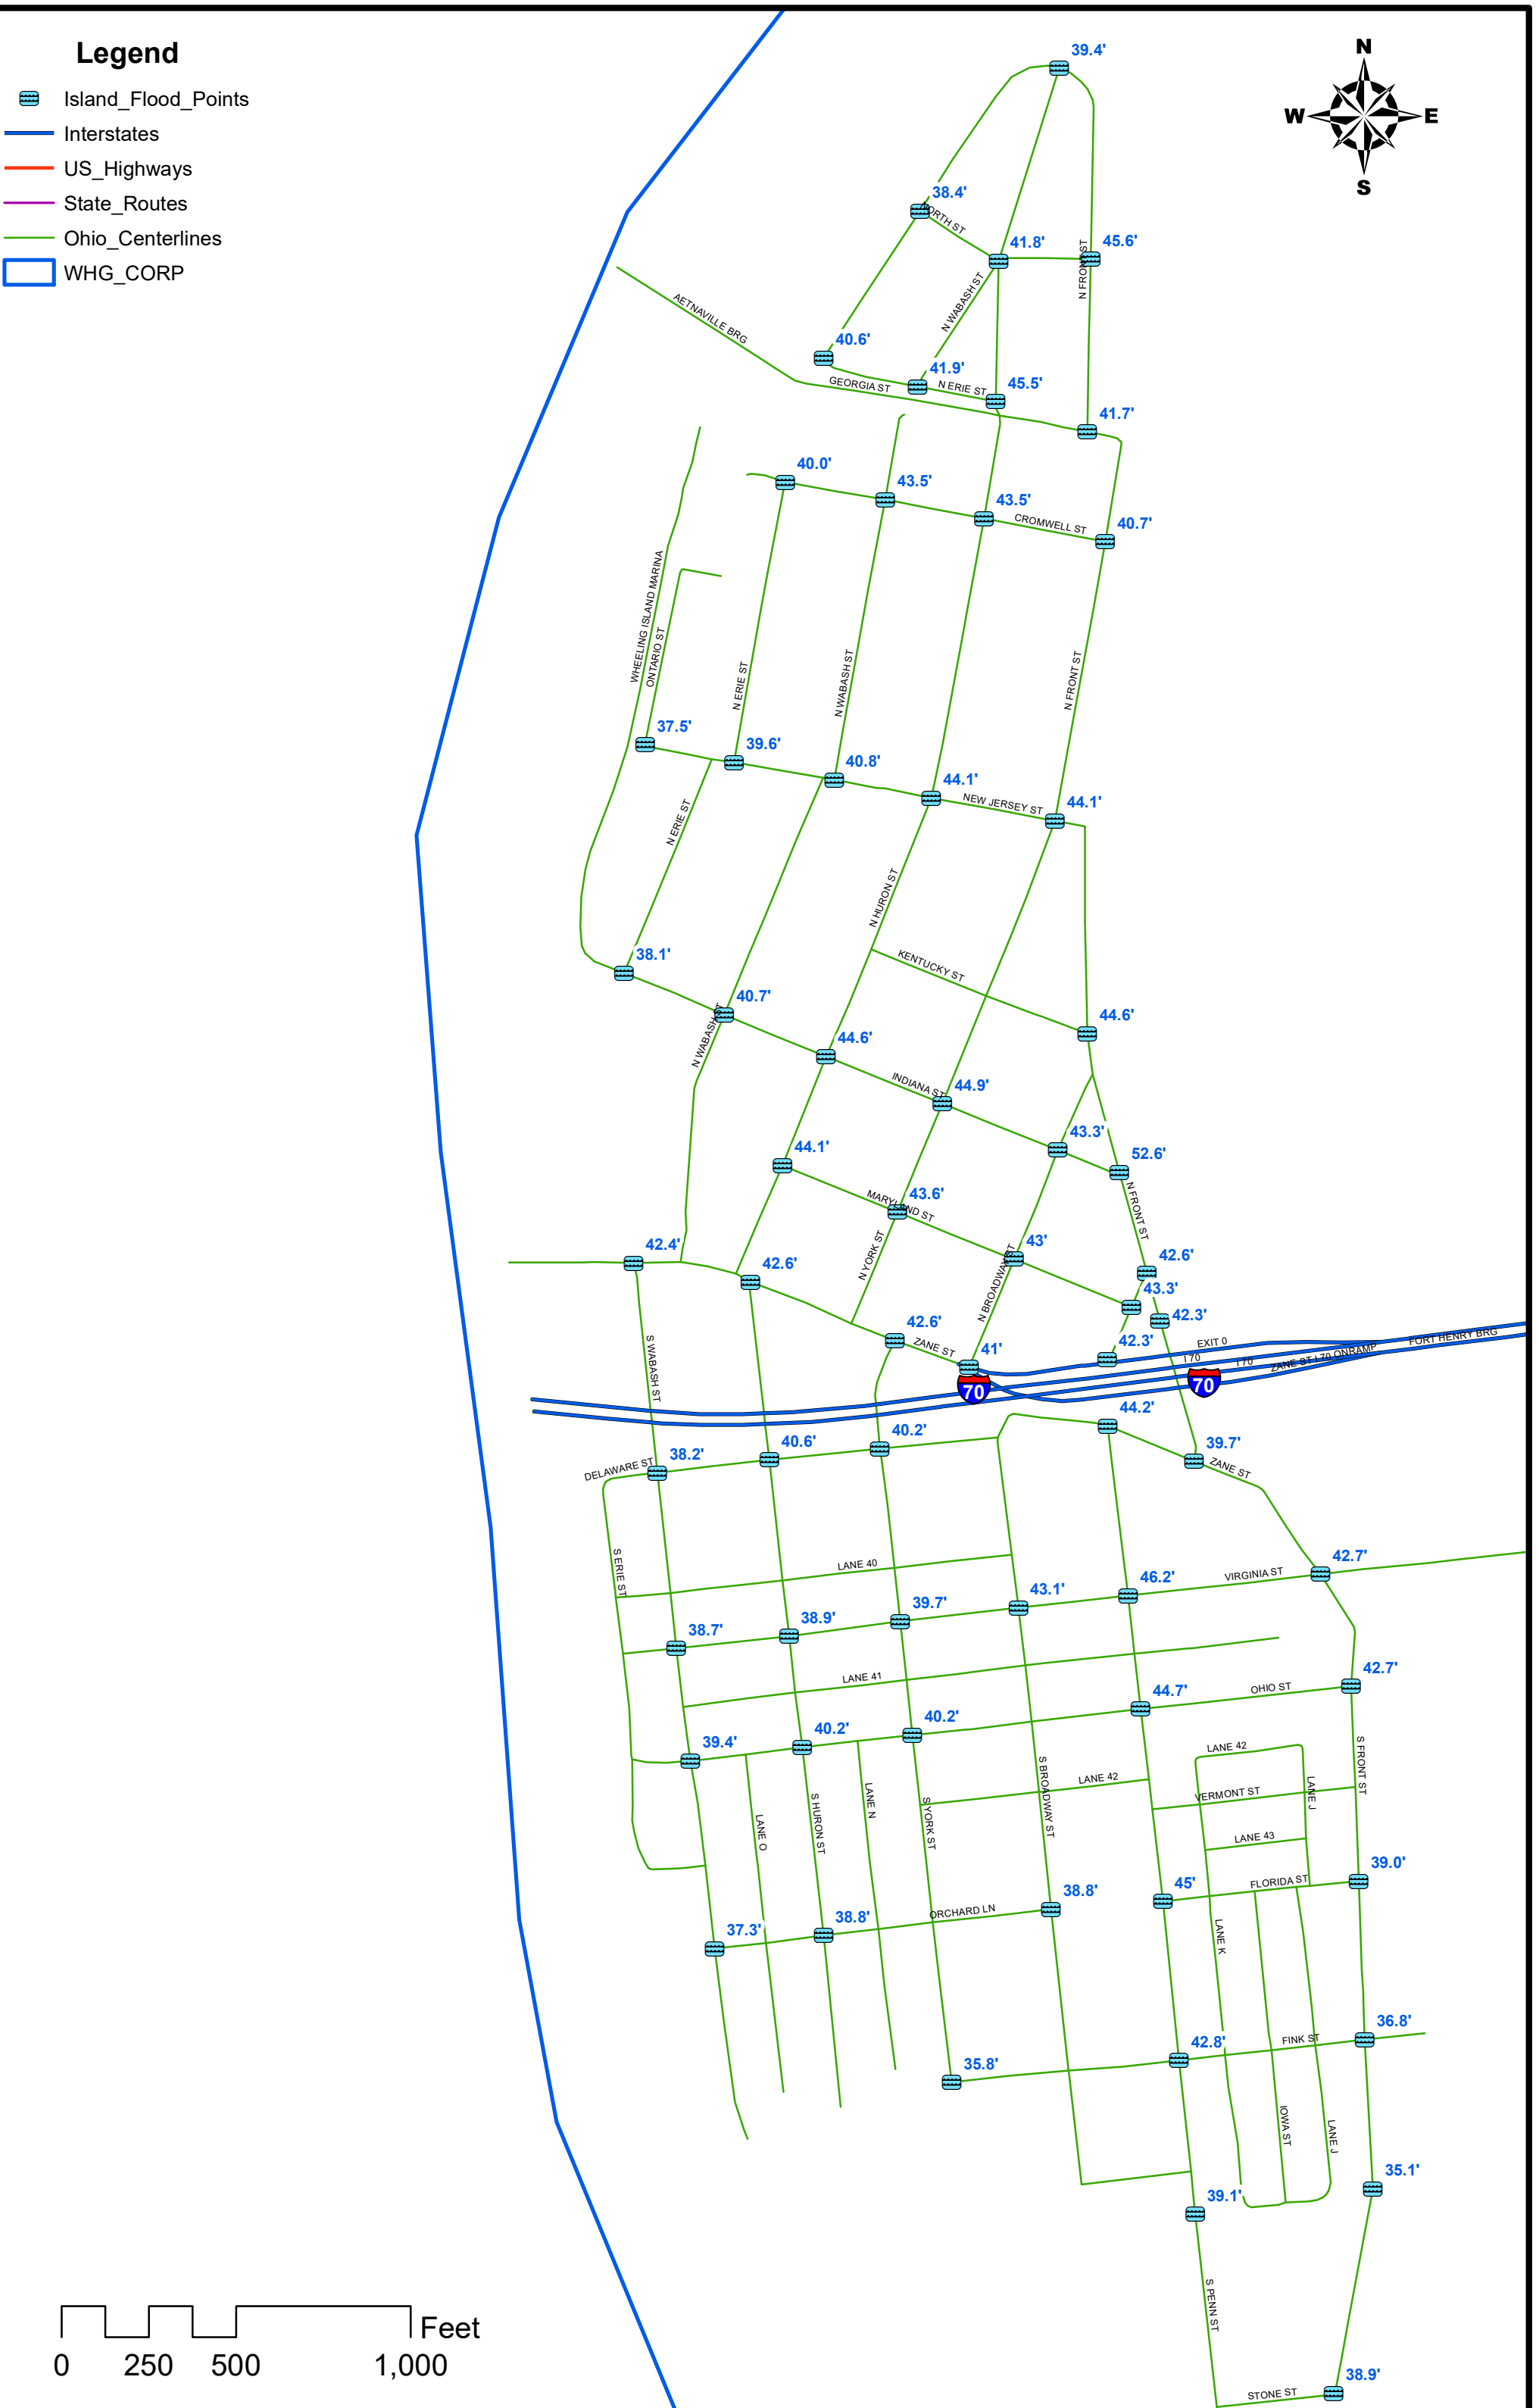 Legend
Island_Flood_Points
Interstates
US_Highways
State_Routes
Ohio_Centerlines
WHG_CORP
N
W E
S
39.4'
38.4'
NORTH ST
41.8'
45.6'
N FRONT ST
N WABASH ST
AETNAVILLE BRG
40.6'
41.9'
GEORGIA ST
N ERIE ST
45.5'
41.7'
40.0'
43.5'
43.5'
CROMWELL ST
40.7'
WHEELING ISLAND MARINA
ONTARIO ST
N ERIE ST
N WABASH ST
N FRONT ST
37.5'
39.6'
40.8'
44.1'
NEW JERSEY ST
44.1'
N ERIE ST
N HURON ST
KENTUCKY ST
38.1'
40.7'
N WABASH ST
44.6'
44.6'
INDIANA ST
44.9'
43.3'
52.6'
44.1'
MARYLAND ST
43.6'
N FRONT ST
N YORK ST
43'
N BROADWAY ST
42.4'
42.6'
42.6'
43.3'
42.3'
42.6'
ZANE ST
41'
42.3'
EXIT 0
FORT HENRY BRG
I 70
I 70
ZANE ST I 70 ONRAMP
70
70
S WABASH ST
44.2'
39.7'
ZANE ST
DELAWARE ST
38.2'
40.6'
40.2'
S ERIE ST
LANE 40
42.7'
VIRGINIA ST
46.2'
43.1'
39.7'
38.9'
38.7'
LANE 41
42.7'
OHIO ST
44.7'
40.2'
40.2'
39.4'
S FRONT ST
LANE 42
LANE 42
LANE J
VERMONT ST
S BROADWAY ST
LANE N
S HURON ST
S YORK ST
LANE O
LANE 43
39.0'
FLORIDA ST
45'
38.8'
ORCHARD LN
38.8'
37.3'
LANE K
36.8'
FINK ST
42.8'
35.8'
IOWA ST
LANE J
35.1'
39.1'
S PENN ST
38.9'
STONE ST
Feet
0 250 500 1,000